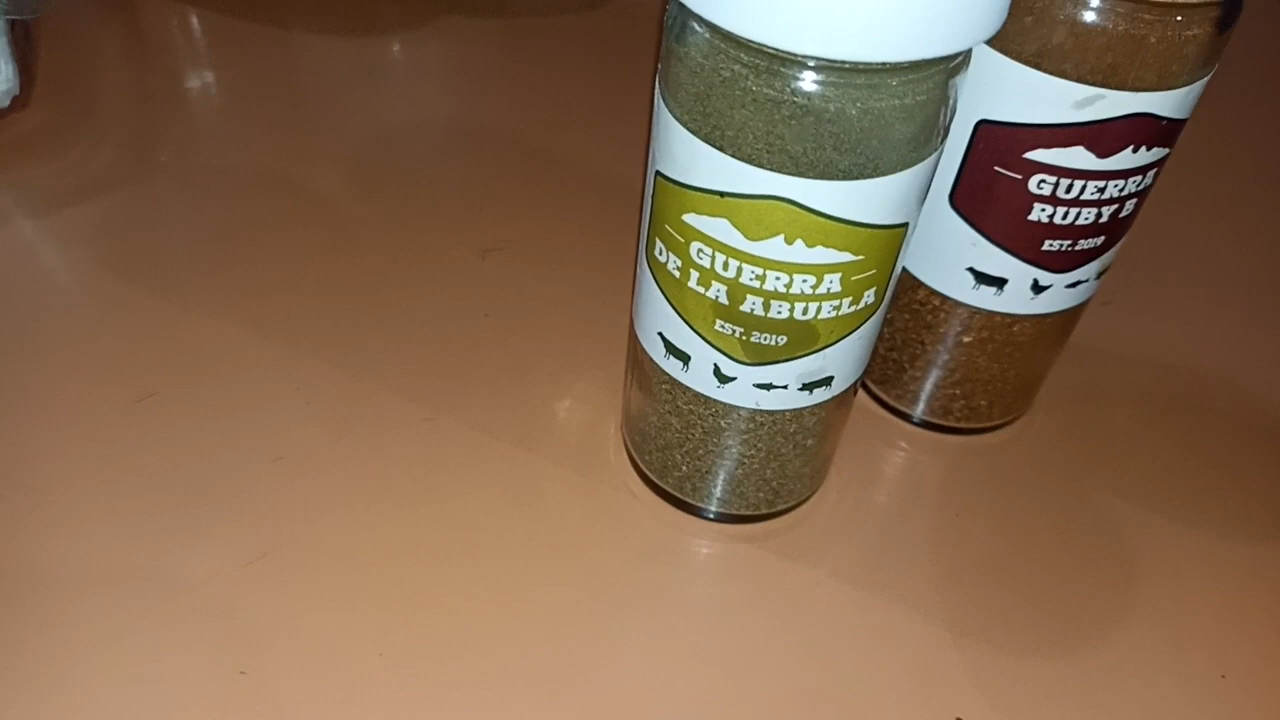 GUERRA
DE LA ABUELA
EST. 2019
GUERRA
RUBY B
EST. 2019